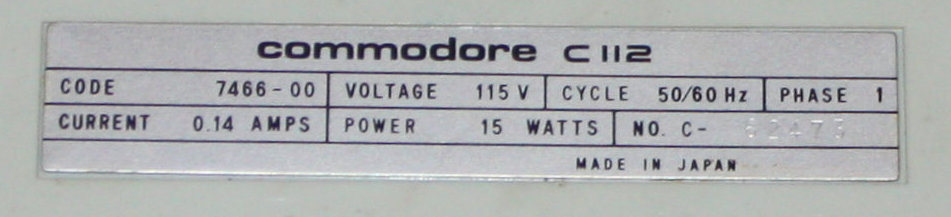 commodore C112
CODE 7466-00 VOLTAGE 115 V CYCLE 50/60 Hz PHASE 1
CURRENT 0.14 AMPS POWER 15 WATTS NO. C-
MADE IN JAPAN